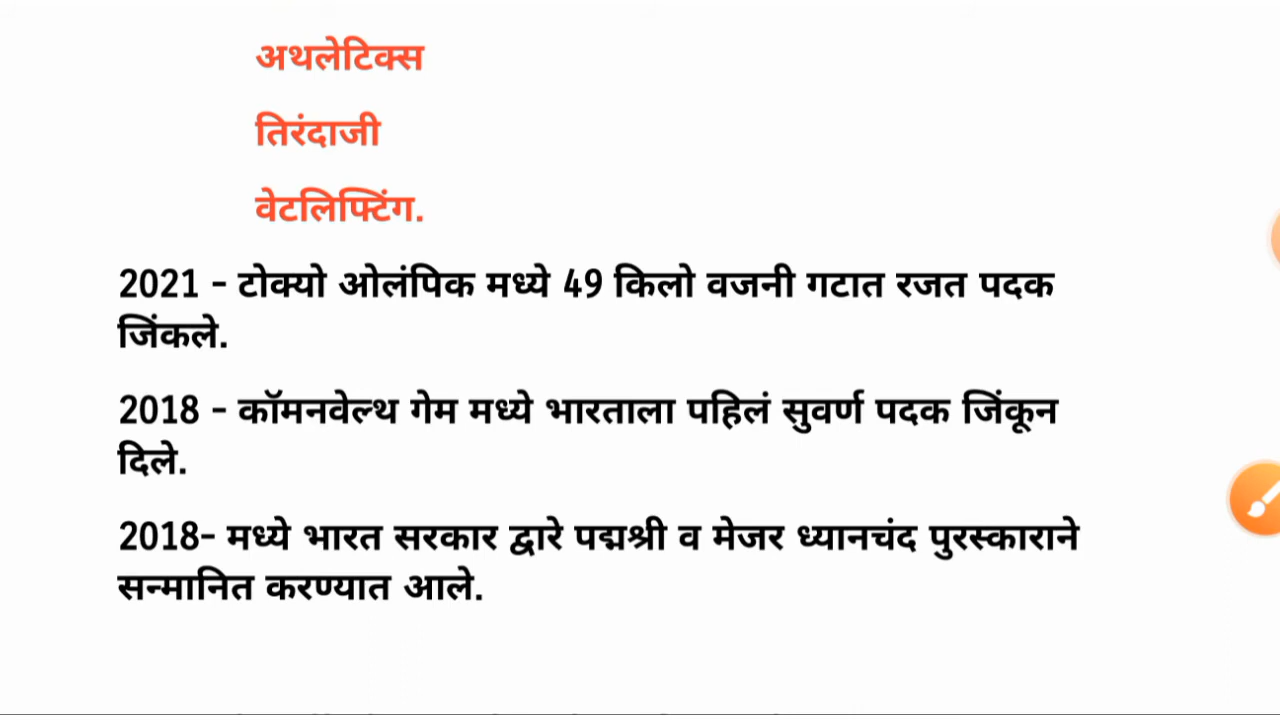 अथलेटिक्स
तिरंदाजी
वेटलिफ्टिंग.
2021 - टोक्यो ओलंपिक मध्ये 49 किलो वजनी गटात रजत पदक
जिंकले.
2018 - कॉमनवेल्थ गेम मध्ये भारताला पहिलं सुवर्ण पदक जिंकून
दिले.
2018- मध्ये भारत सरकार द्वारे पद्मश्री व मेजर ध्यानचंद पुरस्काराने
सन्मानित करण्यात आले.